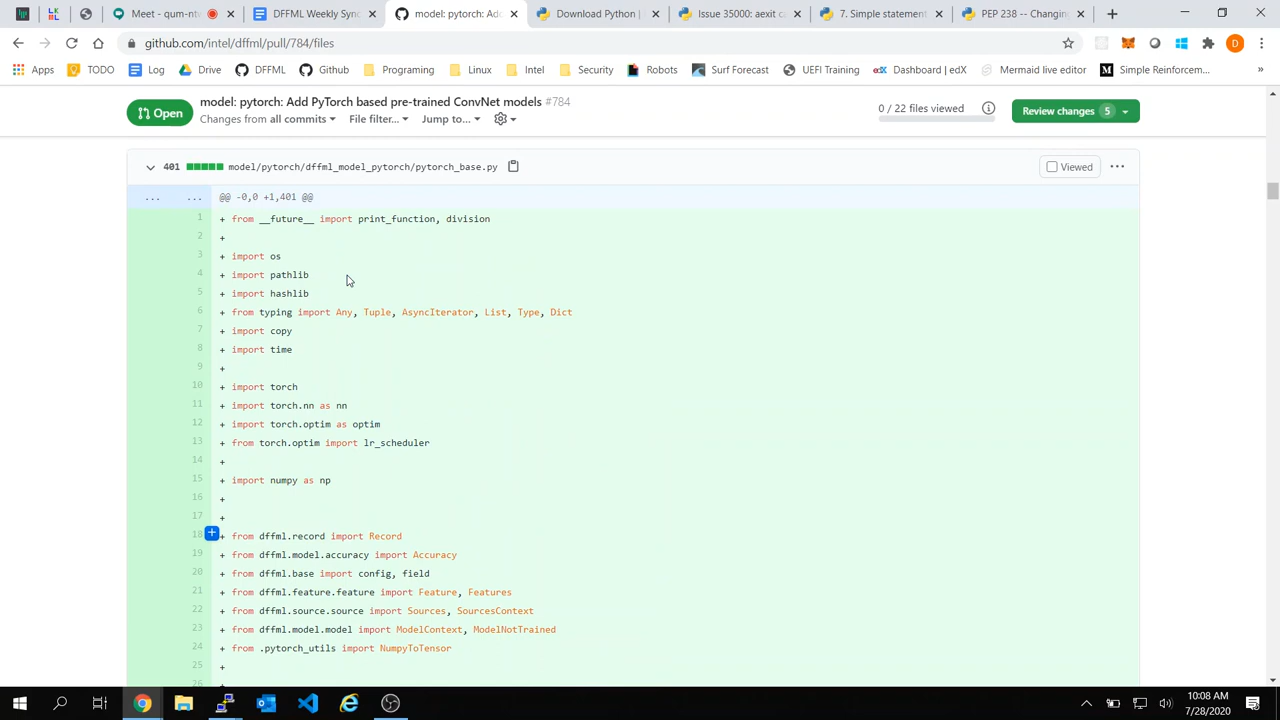 Meet - qum-ntw
DFFML Weekly Sync
model: pytorch: Add
Download Python |
Issue 35000: aexit ca
7. Simple statement
PEP 238 -- Changing
github.com/intel/dffml/pull/784/files
D
Apps
TODO
Log
Drive
DFFML
Github
Programing
Linux
Intel
Security
Robots
Surf Forecast
UEFI Training
Dashboard | edX
Mermaid live editor
Simple Reinforcem...
»
Open
model: pytorch: Add PyTorch based pre-trained ConvNet models #784
Changes from all commits
File filter...
Jump to...
0 / 22 files viewed
Review changes 5
401 model/pytorch/dffml_model_pytorch/pytorch_base.py
Viewed
... ... @@ -0,0 +1,401 @@
1 + from __future__ import print_function, division
2 +
3 + import os
4 + import pathlib
5 + import hashlib
6 + from typing import Any, Tuple, AsyncIterator, List, Type, Dict
7 + import copy
8 + import time
9 +
10 + import torch
11 + import torch.nn as nn
12 + import torch.optim as optim
13 + from torch.optim import lr_scheduler
14 +
15 + import numpy as np
16 +
17 +
18 + from dffml.record import Record
19 + from dffml.model.accuracy import Accuracy
20 + from dffml.base import config, field
21 + from dffml.feature.feature import Feature, Features
22 + from dffml.source.source import Sources, SourcesContext
23 + from dffml.model.model import ModelContext, ModelNotTrained
24 + from .pytorch_utils import NumpyToTensor
25 +
26
10:08 AM
7/28/2020